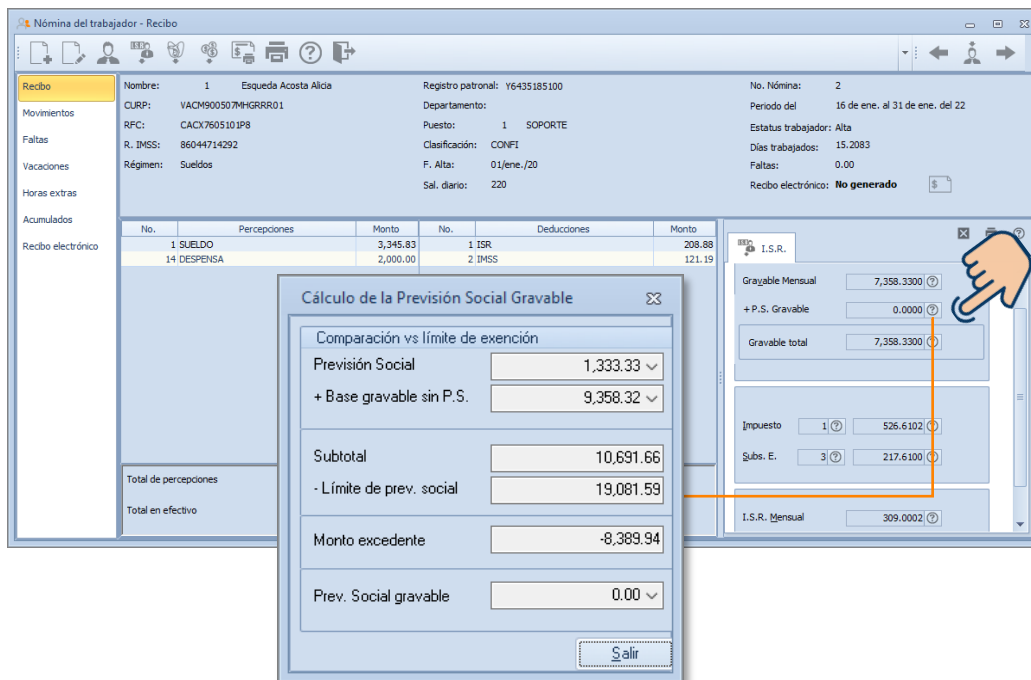 Nómina del trabajador - Recibo
Recibo
Movimientos
Faltas
Vacaciones
Horas extras
Acumulados
Recibo electrónico
Nombre: 1 Esqueda Acosta Alicia
CURP: VACM900507MHGRRR01
RFC: CACX7605101P8
R. IMSS: 86044714292
Régimen: Sueldos
Registro patronal: Y6435185100
Departamento:
Puesto: 1 SOPORTE
Clasificación: CONFI
F. Alta: 01/ene./20
Sal. diario: 220
No. Nómina: 2
Periodo del 16 de ene. al 31 de ene. del 22
Estatus trabajador: Alta
Días trabajados: 15.2083
Faltas: 0.00
Recibo electrónico: No generado
No. Percepciones Monto No. Deducciones Monto
1 SUELDO 3,345.83 1 ISR 208.88
14 DESPENSA 2,000.00 2 IMSS 121.19
Total de percepciones
Total en efectivo
I.S.R.
Gravable Mensual 7,358.3300
+ P.S. Gravable 0.0000
Gravable total 7,358.3300
Impuesto 1 526.6102
Subs. E. 3 217.6100
I.S.R. Mensual 309.0002
Cálculo de la Previsión Social Gravable
Comparación vs límite de exención
Previsión Social 1,333.33
+ Base gravable sin P.S. 9,358.32
Subtotal 10,691.66
- Límite de prev. social 19,081.59
Monto excedente -8,389.94
Prev. Social gravable 0.00
Salir